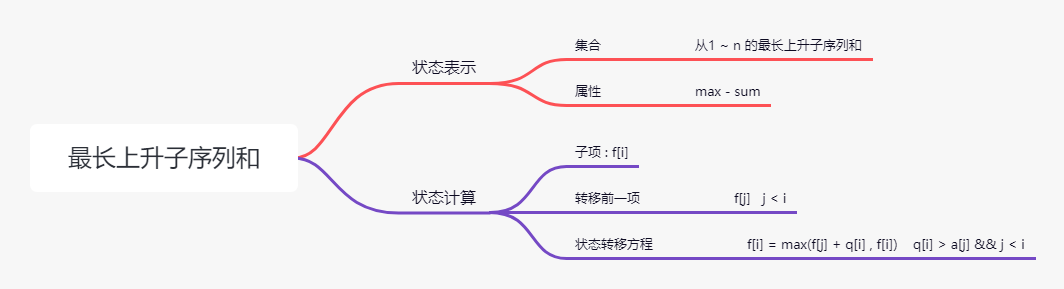 最长上升子序列和
状态表示
集合 从1 ~ n 的最长上升子序列和
属性 max - sum
状态计算
子项 : f[i]
转移前一项 f[j] j < i
状态转移方程 f[i] = max(f[j] + q[i] , f[i]) q[i] > a[j] && j < i